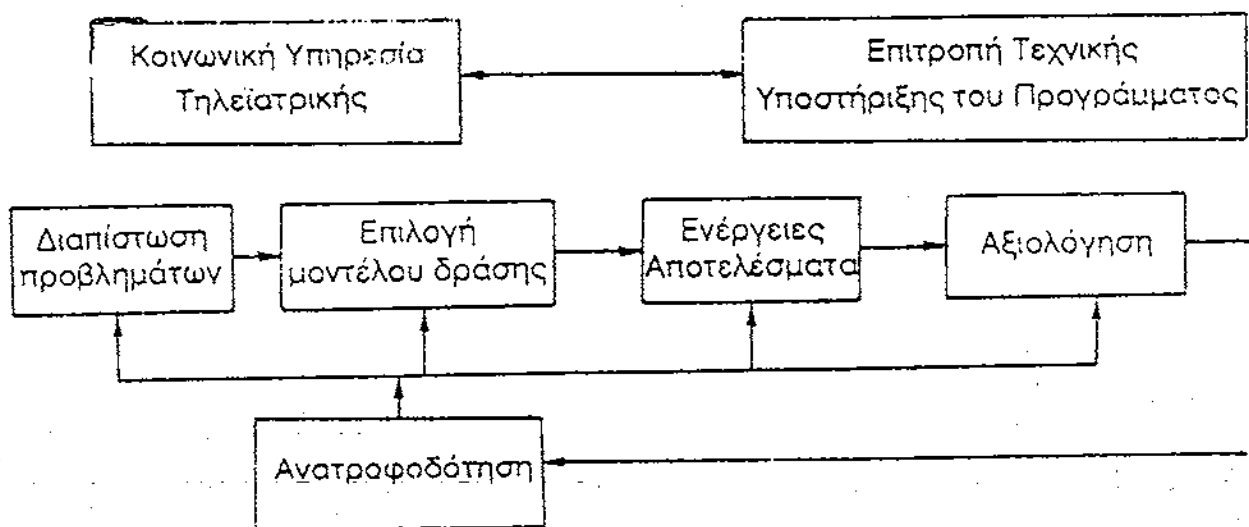 Κοινωνική Υπηρεσία
Τηλεϊατρικής
Επιτροπή Τεχνικής
Υποστήριξης του Προγράμματος
Διαπίστωση
προβλημάτων
Επιλογή
μοντέλου δράσης
Ενέργειες
Αποτελέσματα
Αξιολόγηση
Ανατροφοδότηση